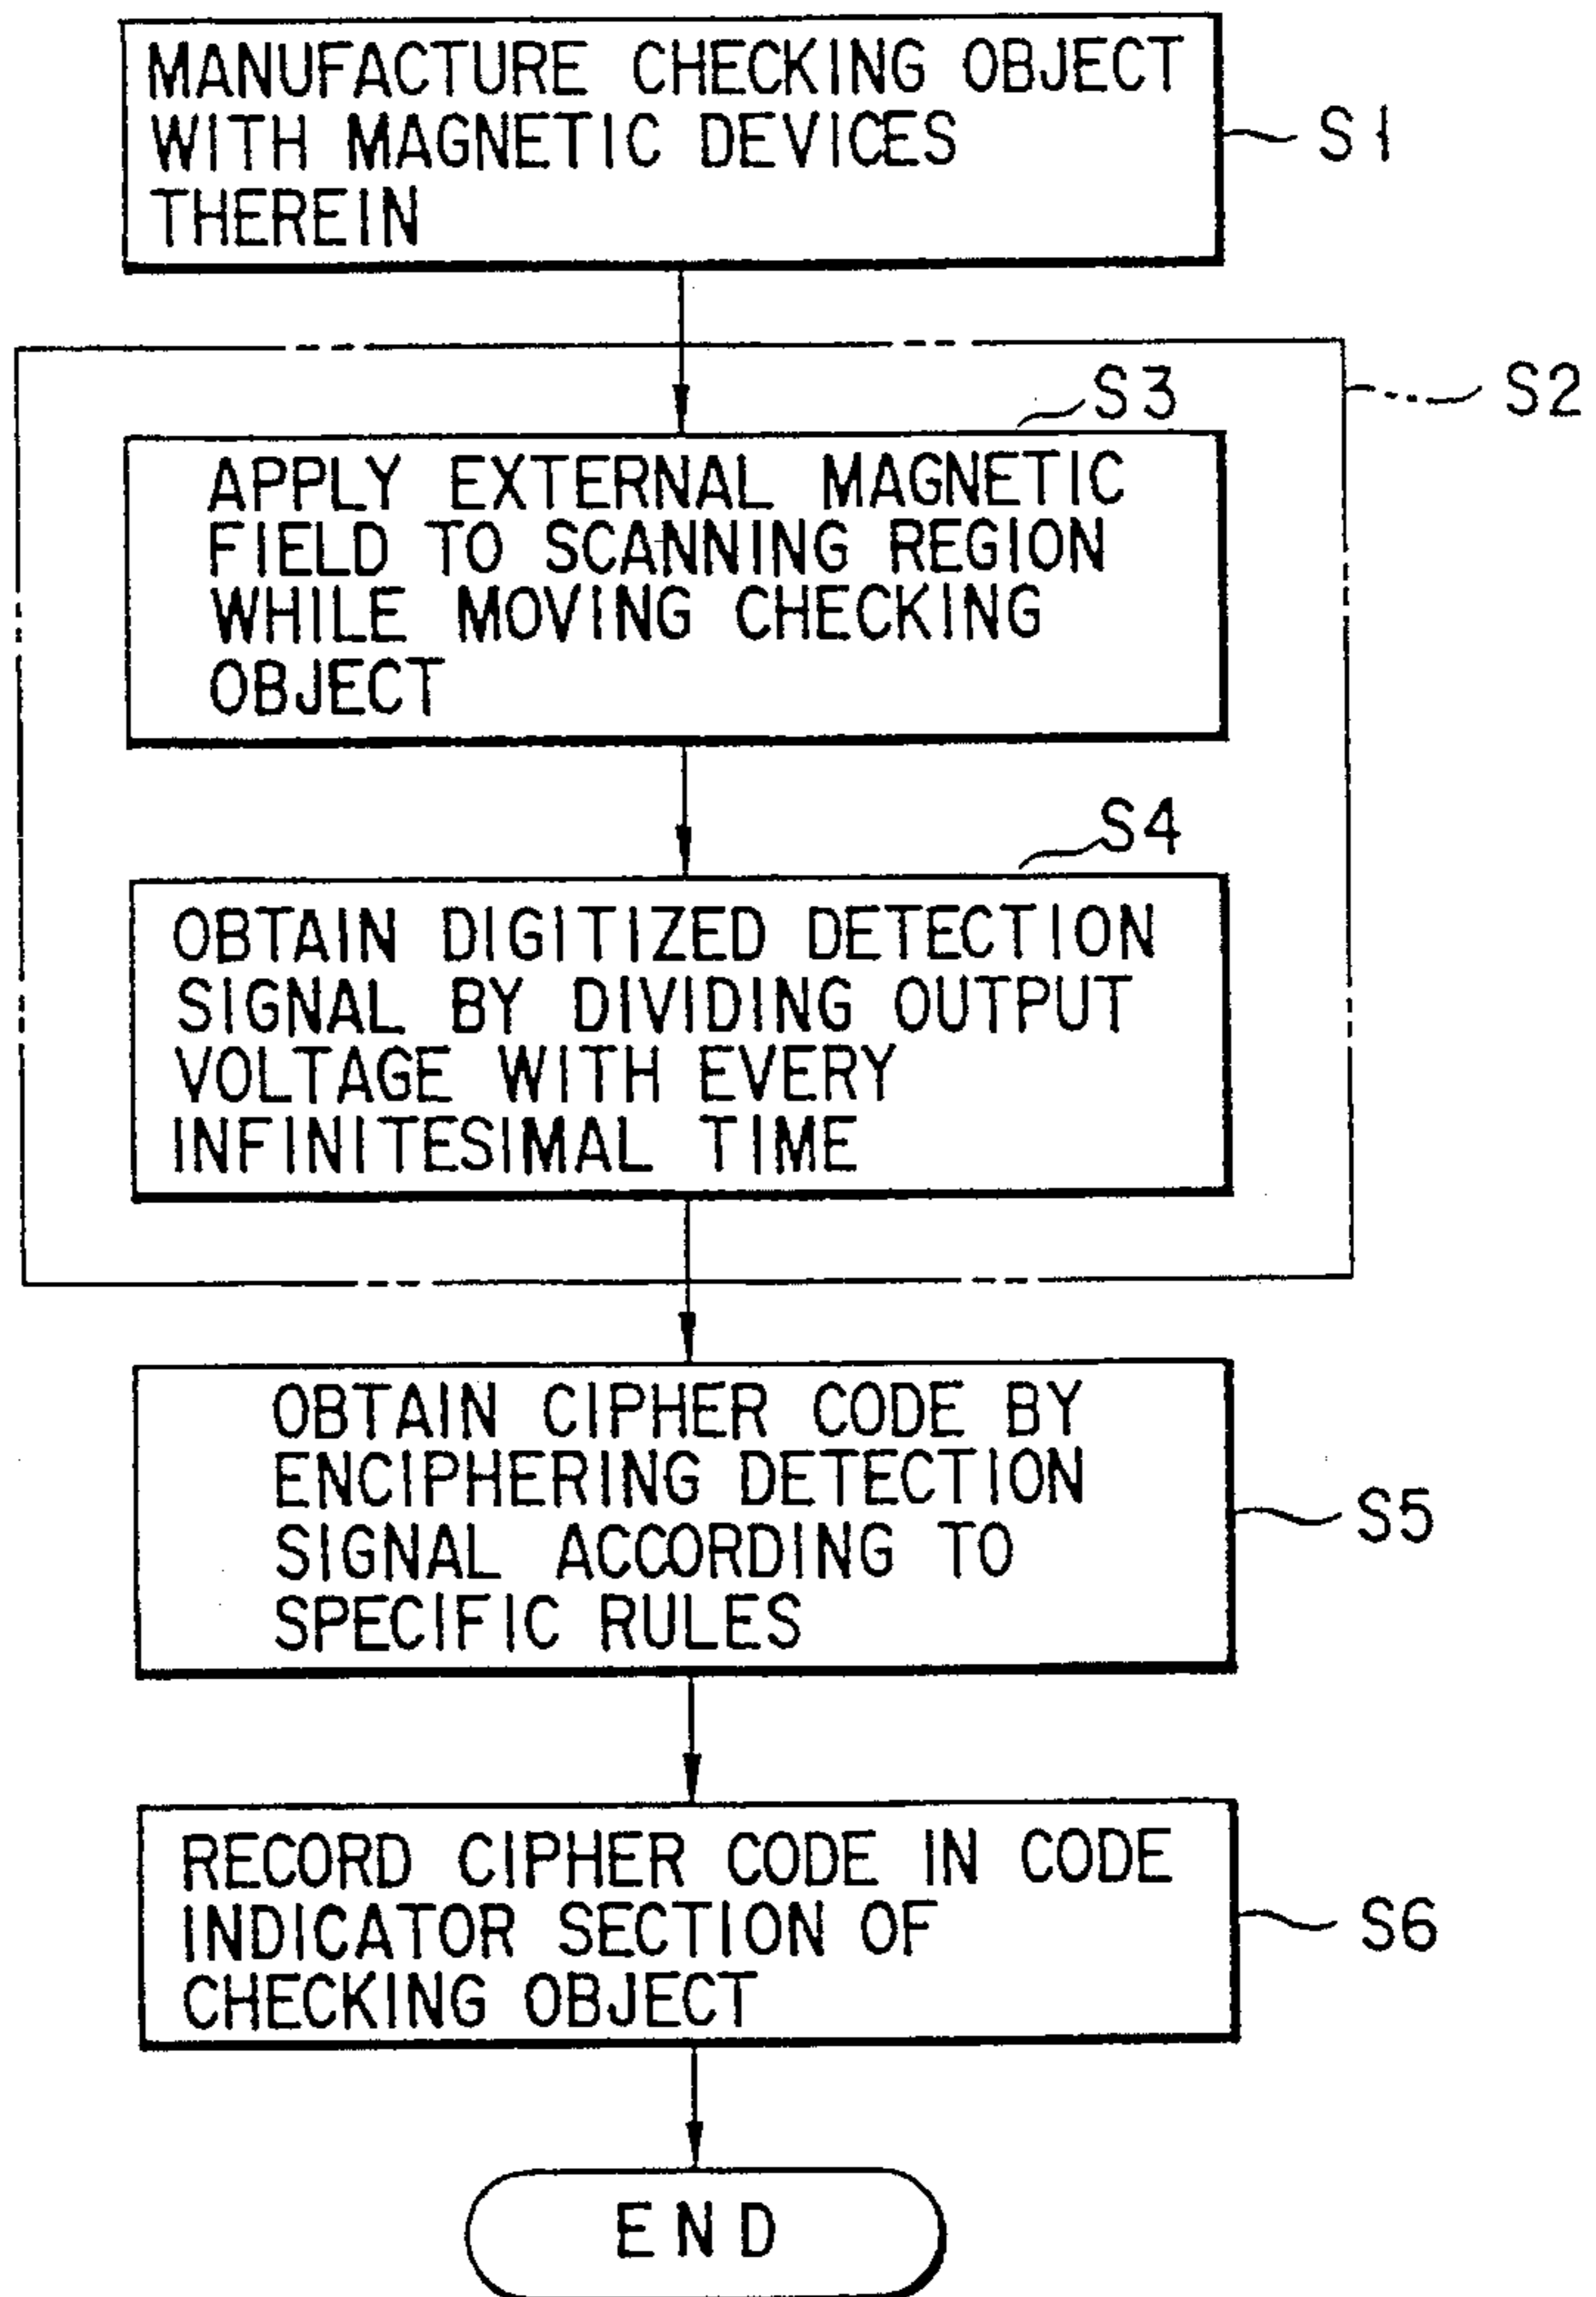 MANUFACTURE CHECKING OBJECT
WITH MAGNETIC DEVICES
THEREIN
S1
S2
S3
APPLY EXTERNAL MAGNETIC
FIELD TO SCANNING REGION
WHILE MOVING CHECKING
OBJECT
S4
OBTAIN DIGITIZED DETECTION
SIGNAL BY DIVIDING OUTPUT
VOLTAGE WITH EVERY
INFINITESIMAL TIME
OBTAIN CIPHER CODE BY
ENCIPHERING DETECTION
SIGNAL ACCORDING TO
SPECIFIC RULES
S5
RECORD CIPHER CODE IN CODE
INDICATOR SECTION OF
CHECKING OBJECT
S6
END